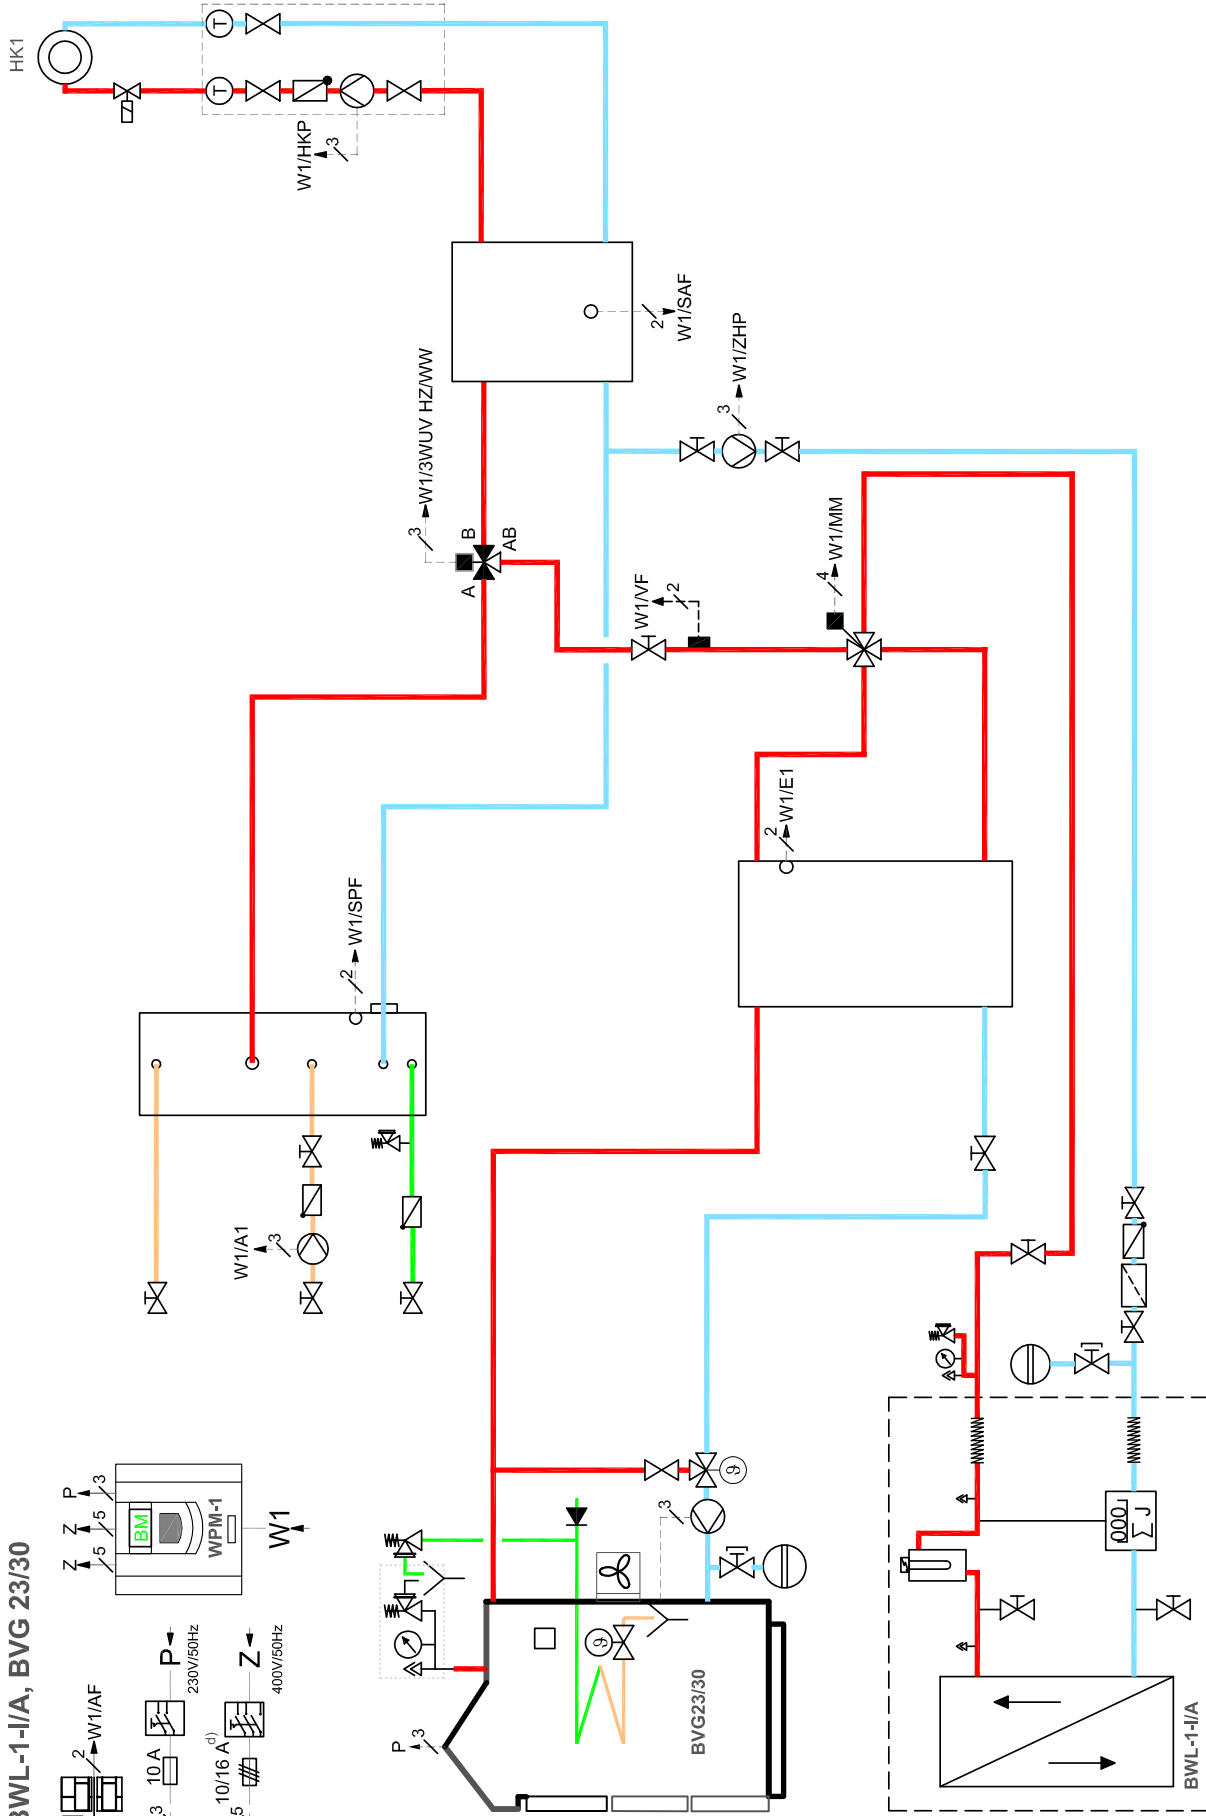 BWL-1-I/A, BVG 23/30
2
W1/AF
3
10 A
P
230V/50Hz
5
10/16 A
d)
Z
400V/50Hz
Z
5
Z
5
P
3
BM
WPM-1
W1
HK1
T
T
W1/HKP
3
2
W1/SAF
3
W1/3WUV HZ/WW
A
B
AB
3
W1/ZHP
W1/VF
2
4
W1/MM
2
W1/E1
2
W1/SPF
W1/A1
3
P
3
BVG23/30
ϑ
ϑ
3
000
Σ J
BWL-1-I/A